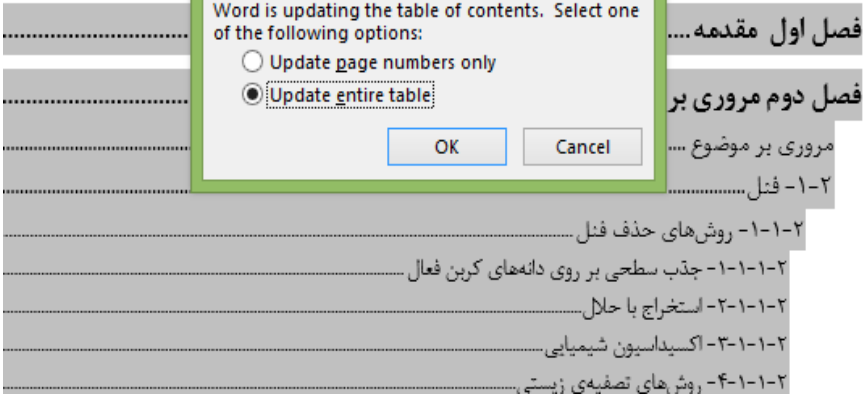 Word is updating the table of contents. Select one
of the following options:
Update page numbers only
Update entire table
OK
Cancel
فصل اول مقدمه
فصل دوم مروری بر
مروری بر موضوع
۲-۱- فنل
۲-۱-۱- روش‌های حذف فنل
۲-۱-۱-۱- جذب سطحی بر روی دانه‌های کربن فعال
۲-۱-۱-۲- استخراج با حلال
۲-۱-۱-۳- اکسیداسیون شیمیایی
۲-۱-۱-۴- روش‌های تصفیه‌ی زیستی